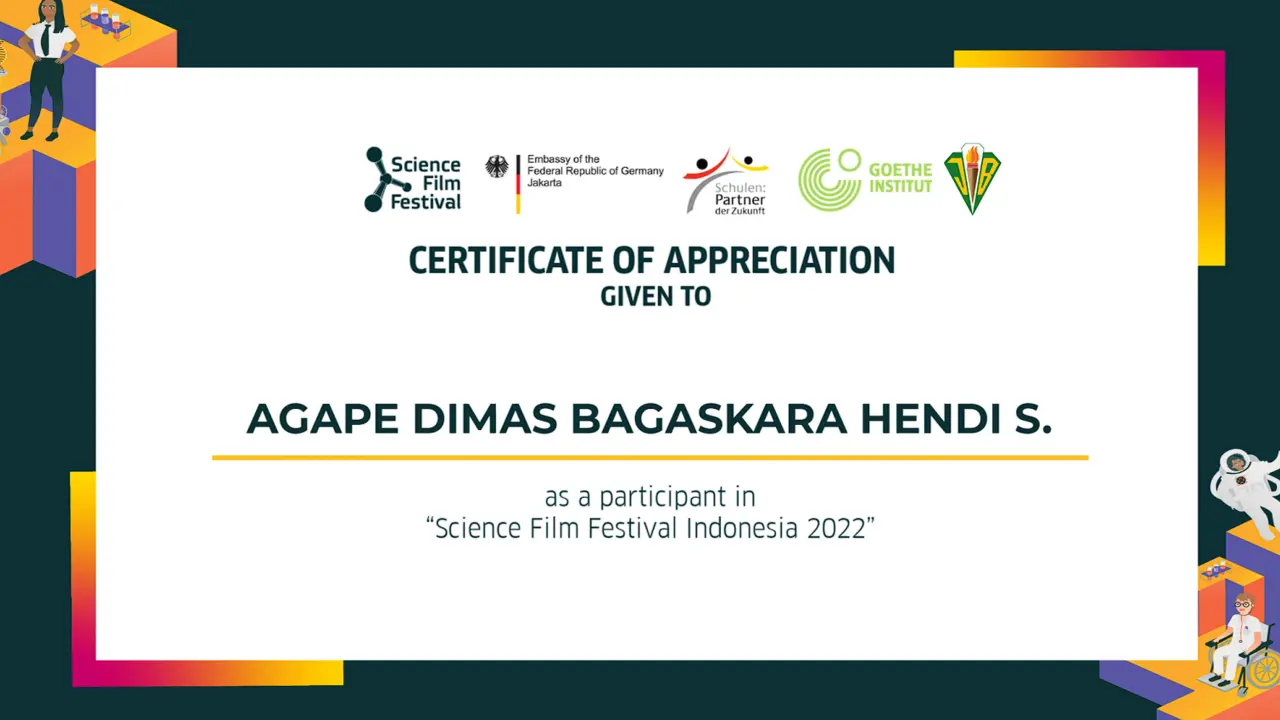 Science
Film
Festival
Embassy of the
Federal Republic of Germany
Jakarta
Schulen:
Partner
der Zukunft
GOETHE
INSTITUT
J B
CERTIFICATE OF APPRECIATION
GIVEN TO
AGAPE DIMAS BAGASKARA HENDI S.
as a participant in
“Science Film Festival Indonesia 2022”